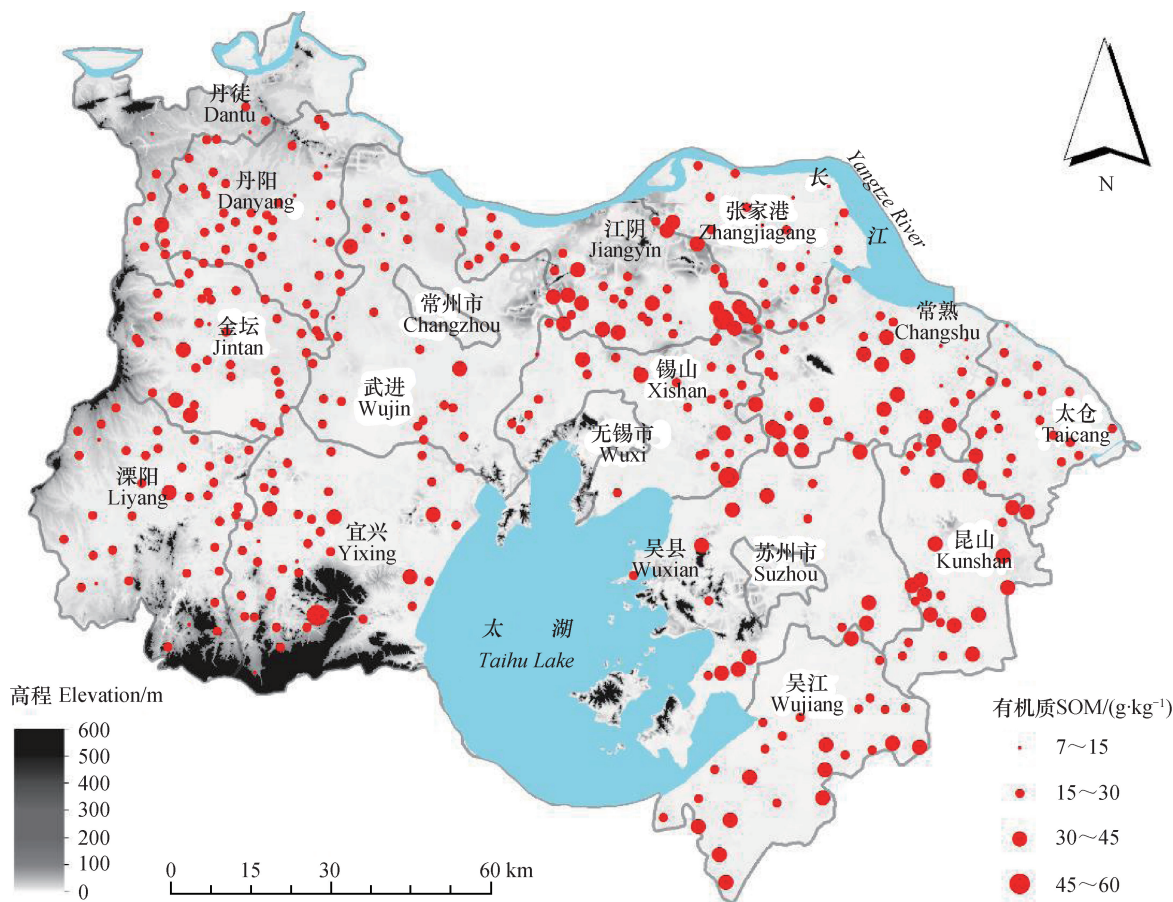 丹徒
Dantu
丹阳
Danyang
长
江
Yangtze River
张家港
Zhangjiagang
江阴
Jiangyin
N
常州市
Changzhou
常熟
Changshu
金坛
Jintan
锡山
Xishan
武进
Wujin
太仓
Taicang
无锡市
Wuxi
溧阳
Liyang
宜兴
Yixing
吴县
Wuxian
苏州市
Suzhou
昆山
Kunshan
太 湖
Taihu Lake
吴江
Wujiang
高程 Elevation/m
600
500
400
300
200
100
0
0 15 30 60 km
有机质SOM/(g·kg⁻¹)
7～15
15～30
30～45
45～60